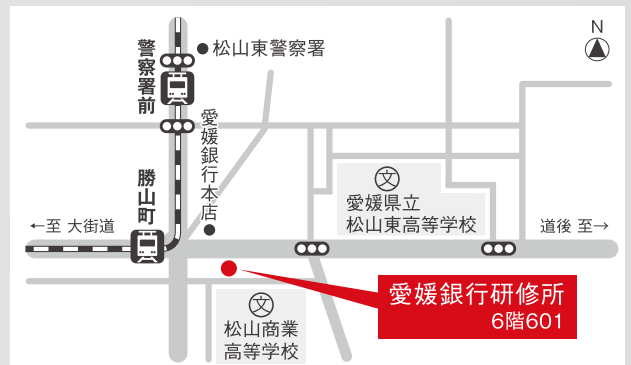 N
松山東警察署
警察署前
愛媛銀行本店
勝山町
←至 大街道
文
愛媛県立
松山東高等学校
道後 至→
愛媛銀行研修所
6階601
文
松山商業
高等学校